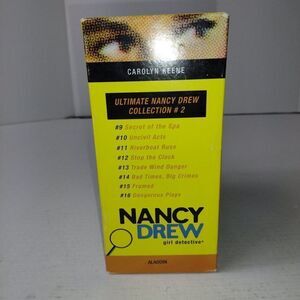 CAROLYN KEENE
ULTIMATE NANCY DREW
COLLECTION # 2
#9 Secret of the Spa
#10 Uncivil Acts
#11 Riverboat Ruse
#12 Stop the Clock
#13 Trade Wind Danger
#14 Bad Times, Big Crimes
#15 Framed
#16 Dangerous Plays
NANCY
DREW
girl detective®
ALADDIN